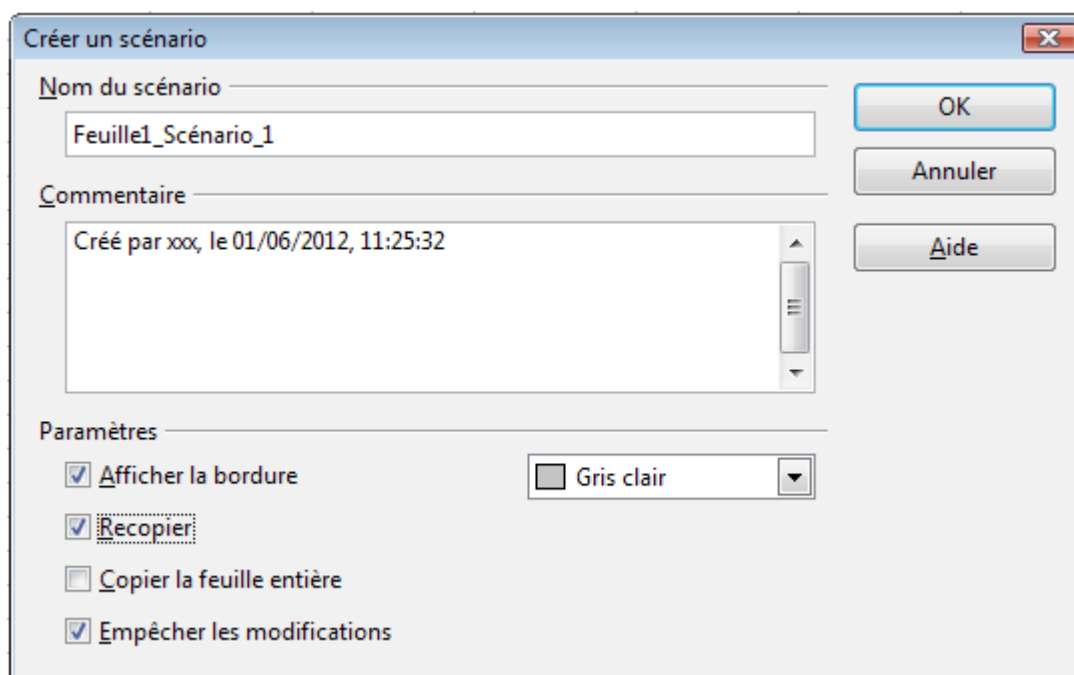 Créer un scénario
Nom du scénario
OK
Feuille1_Scénario_1
Annuler
Commentaire
Créé par xxx, le 01/06/2012, 11:25:32
Aide
Paramètres
Afficher la bordure
Gris clair
Recopier
Copier la feuille entière
Empêcher les modifications